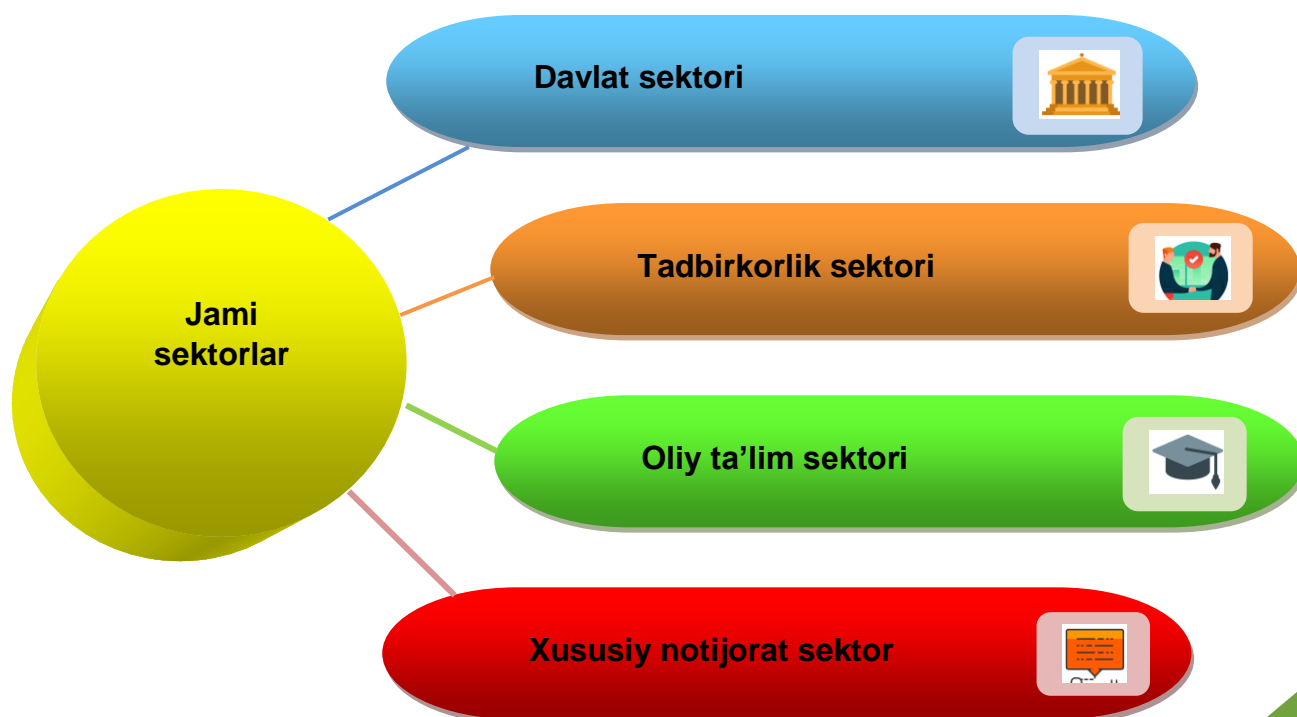 Davlat sektori
Tadbirkorlik sektori
Jami
sektorlar
Oliy ta’lim sektori
Xususiy notijorat sektor